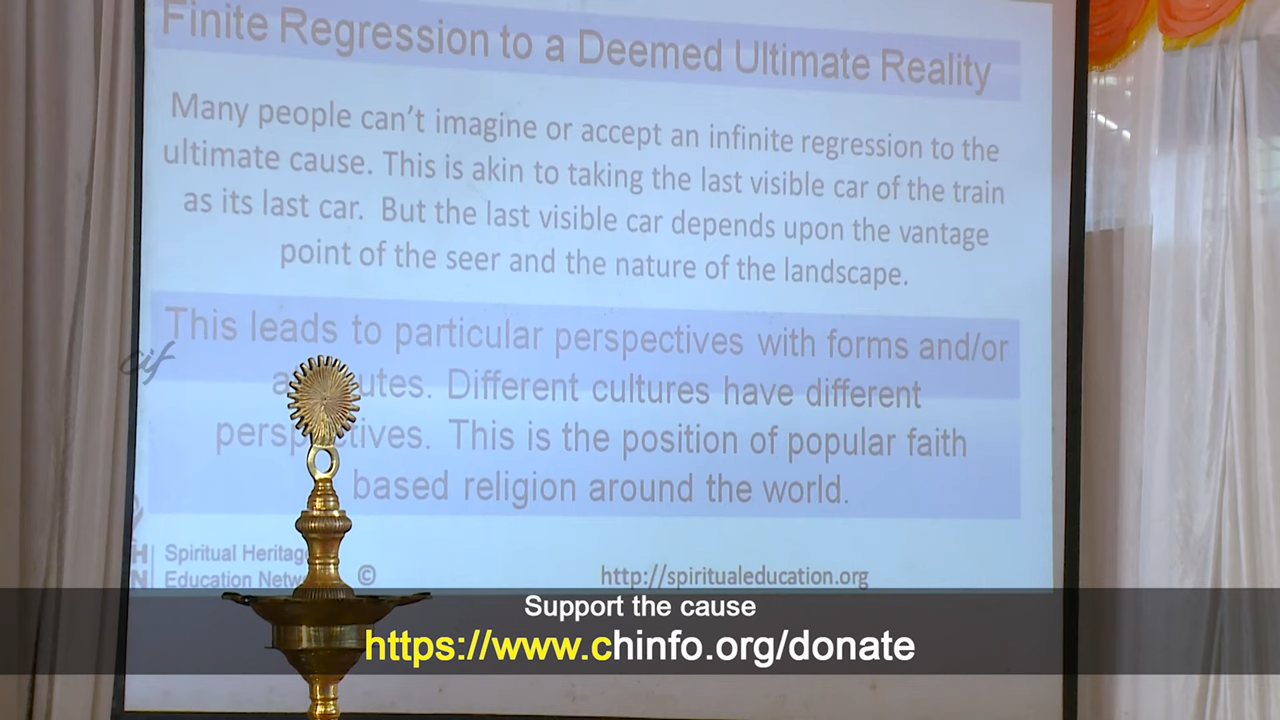 Finite Regression to a Deemed Ultimate Reality
Many people can't imagine or accept an infinite regression to the
ultimate cause. This is akin to taking the last visible car of the train
as its last car. But the last visible car depends upon the vantage
point of the seer and the nature of the landscape.
This leads to particular perspectives with forms and/or
Different cultures have different
This is the position of popular faith
based religion around the world.
cif
Spiritual
Education
©
http://spiritualeducation.org
Support the cause
https://www.chinfo.org/donate